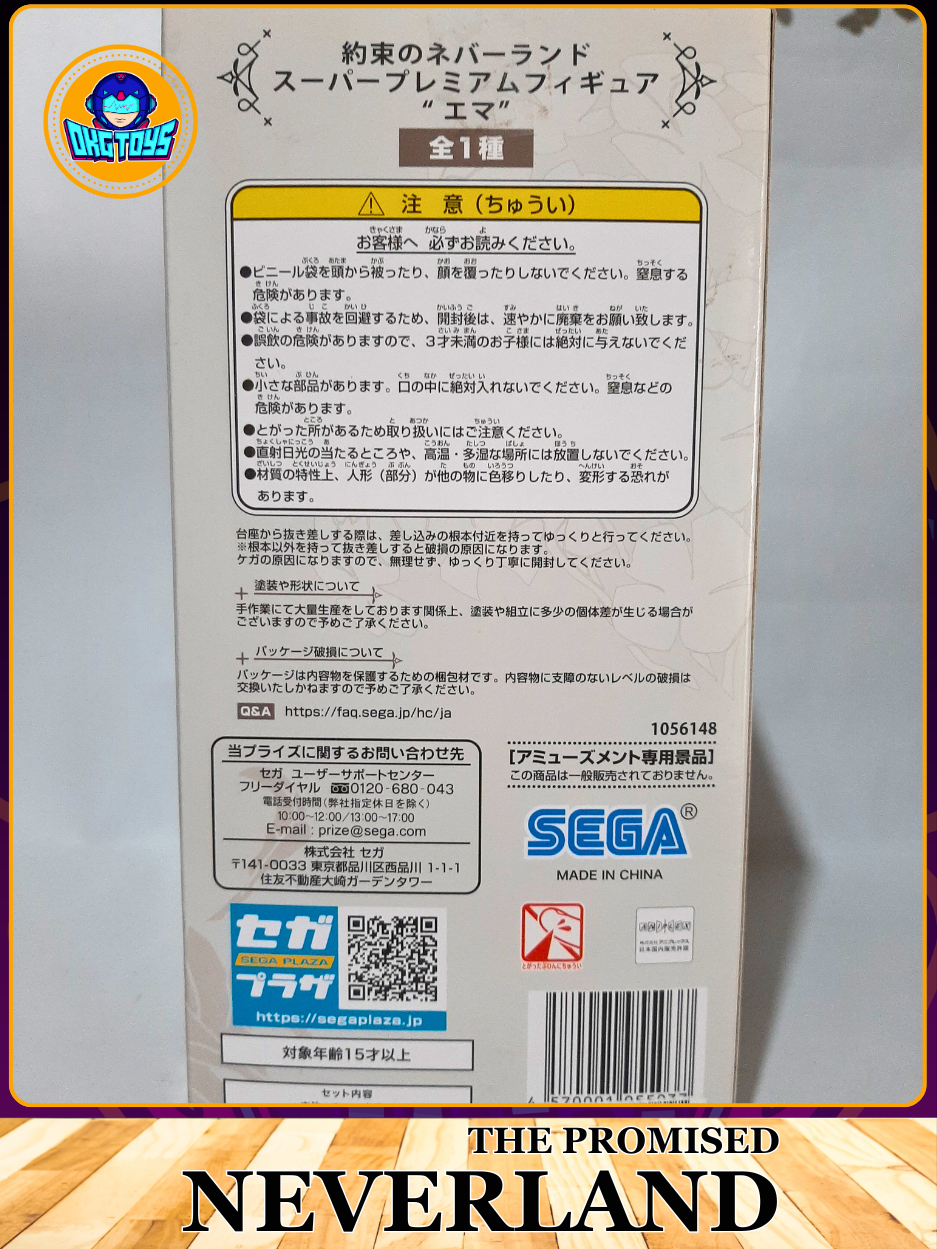 約束のネバーランド
スーパープレミアムフィギュア
“エマ”
全1種
OKGTOYS
⚠ 注 意（ちゅうい）
お客様へ 必ずお読みください。
●ビニール袋を頭から被ったり、顔を覆ったりしないでください。窒息する
危険があります。
●袋による事故を回避するため、開封後は、速やかに廃棄をお願い致します。
●誤飲の危険がありますので、3才未満のお子様には絶対に与えないでくだ
さい。
●小さな部品があります。口の中に絶対入れないでください。窒息などの
危険があります。
●とがった所があるため取り扱いにはご注意ください。
●直射日光の当たるところや、高温・多湿な場所には放置しないでください。
●材質の特性上、人形（部分）が他の物に色移りしたり、変形する恐れが
あります。
台座から抜き差しする際は、差し込みの根本付近を持ってゆっくりと行ってください。
※根本以外を持って抜き差しすると破損の原因になります。
ケガの原因になりますので、無理せず、ゆっくり丁寧に開封してください。
塗装や形状について
手作業にて大量生産をしております関係上、塗装や組立に多少の個体差が生じる場合が
ございますので予めご了承ください。
パッケージ破損について
パッケージは内容物を保護するための梱包材です。内容物に支障のないレベルの破損は
交換いたしかねますので予めご了承ください。
Q&A https://faq.sega.jp/hc/ja
1056148
当プライズに関するお問い合わせ先
セガ ユーザーサポートセンター
フリーダイヤル 0120-680-043
電話受付時間（弊社指定休日を除く）
10:00～12:00/13:00～17:00
E-mail : prize@sega.com
株式会社 セガ
〒141-0033 東京都品川区西品川 1-1-1
住友不動産大崎ガーデンタワー
［アミューズメント専用景品］
この商品は一般販売されておりません。
SEGA®
MADE IN CHINA
セガ
SEGA PLAZA
プラザ
https://segaplaza.jp
とがったぶひんにちゅうい
日本国内販売許諾
対象年齢15才以上
セット内容
THE PROMISED
NEVERLAND